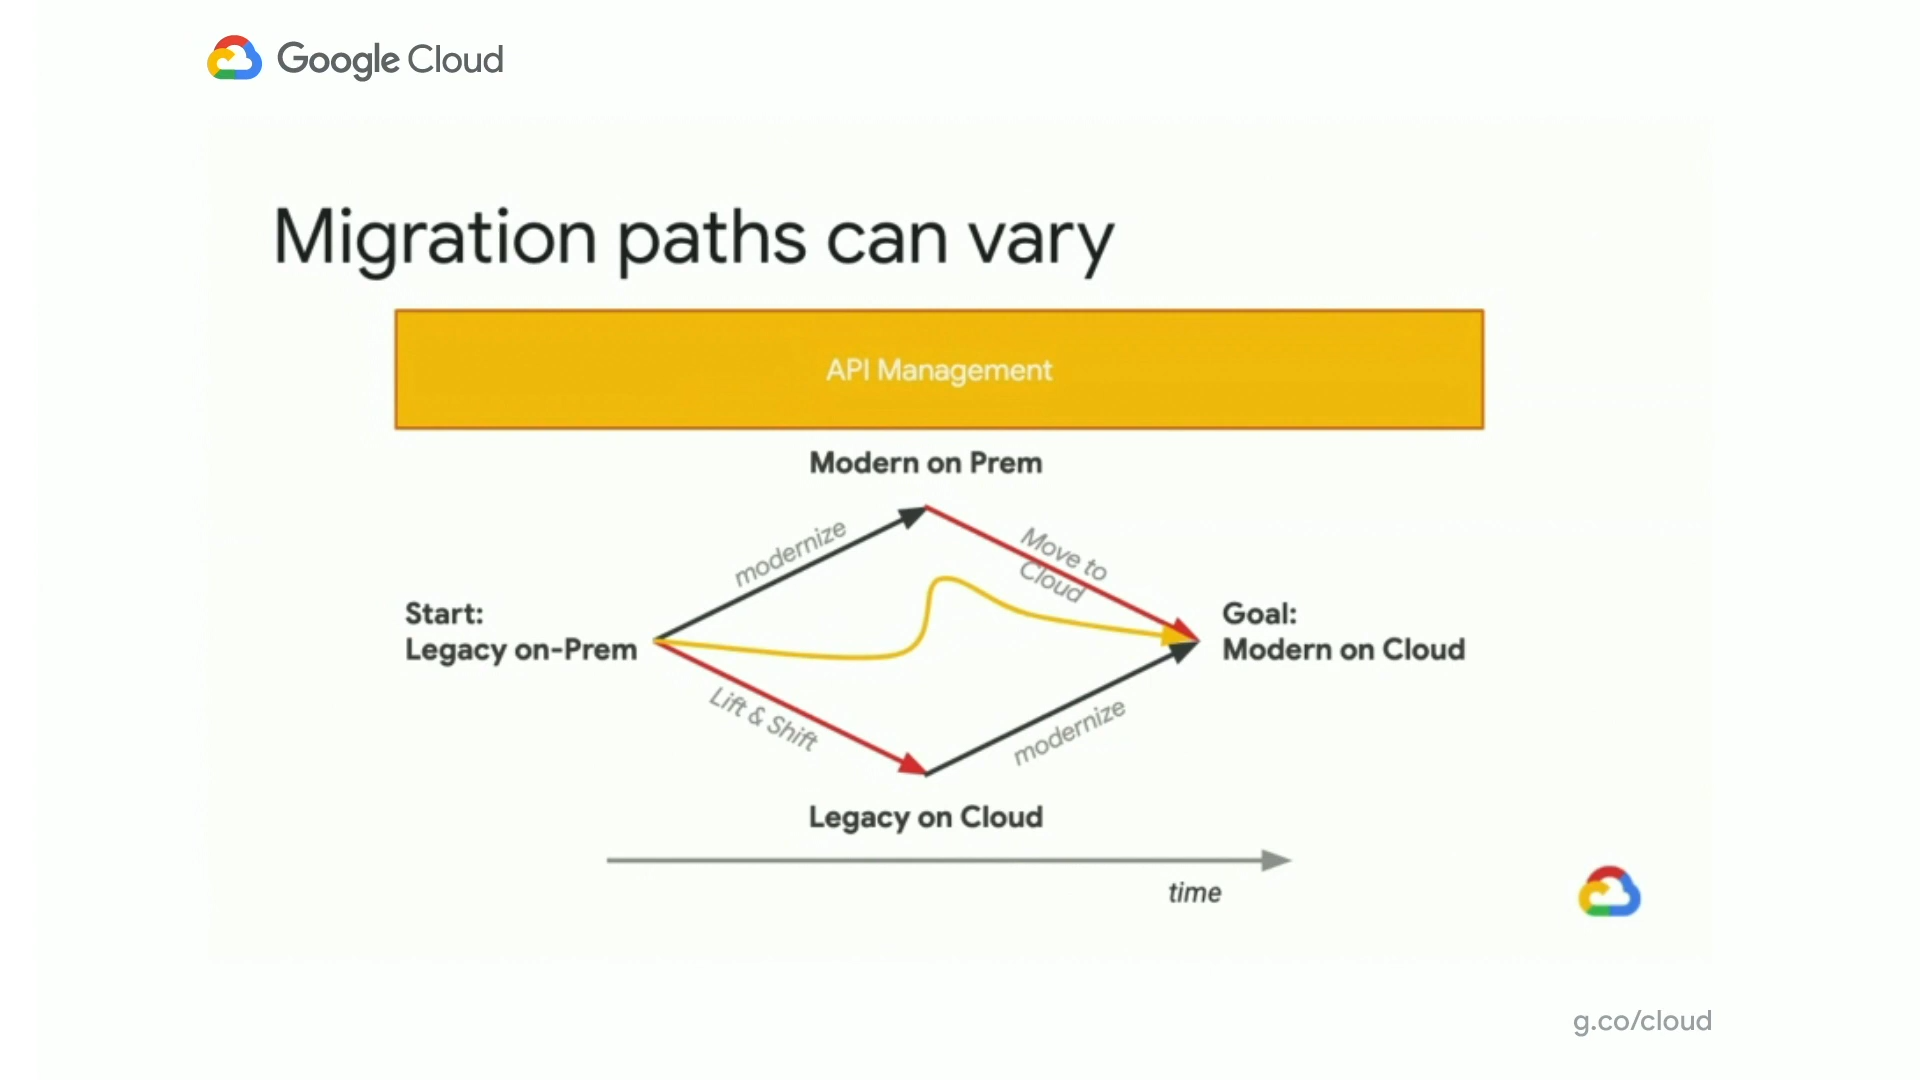 Google Cloud
Migration paths can vary
API Management
Modern on Prem
modernize
Move to
Cloud
Start:
Legacy on-Prem
Goal:
Modern on Cloud
Lift & Shift
modernize
Legacy on Cloud
time
g.co/cloud